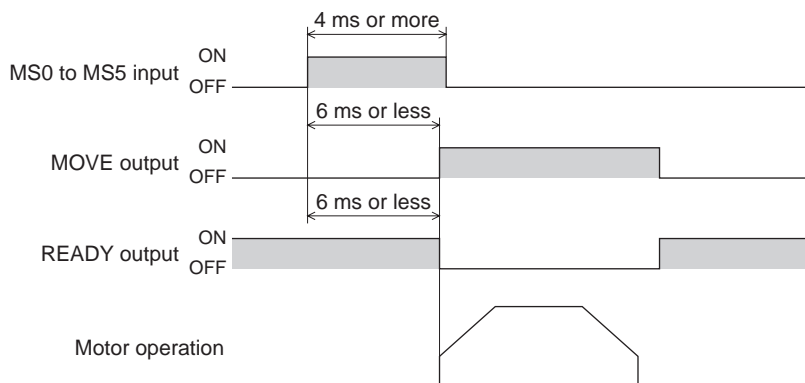 4 ms or more
ON
MS0 to MS5 input
OFF
6 ms or less
ON
MOVE output
OFF
6 ms or less
ON
READY output
OFF
Motor operation